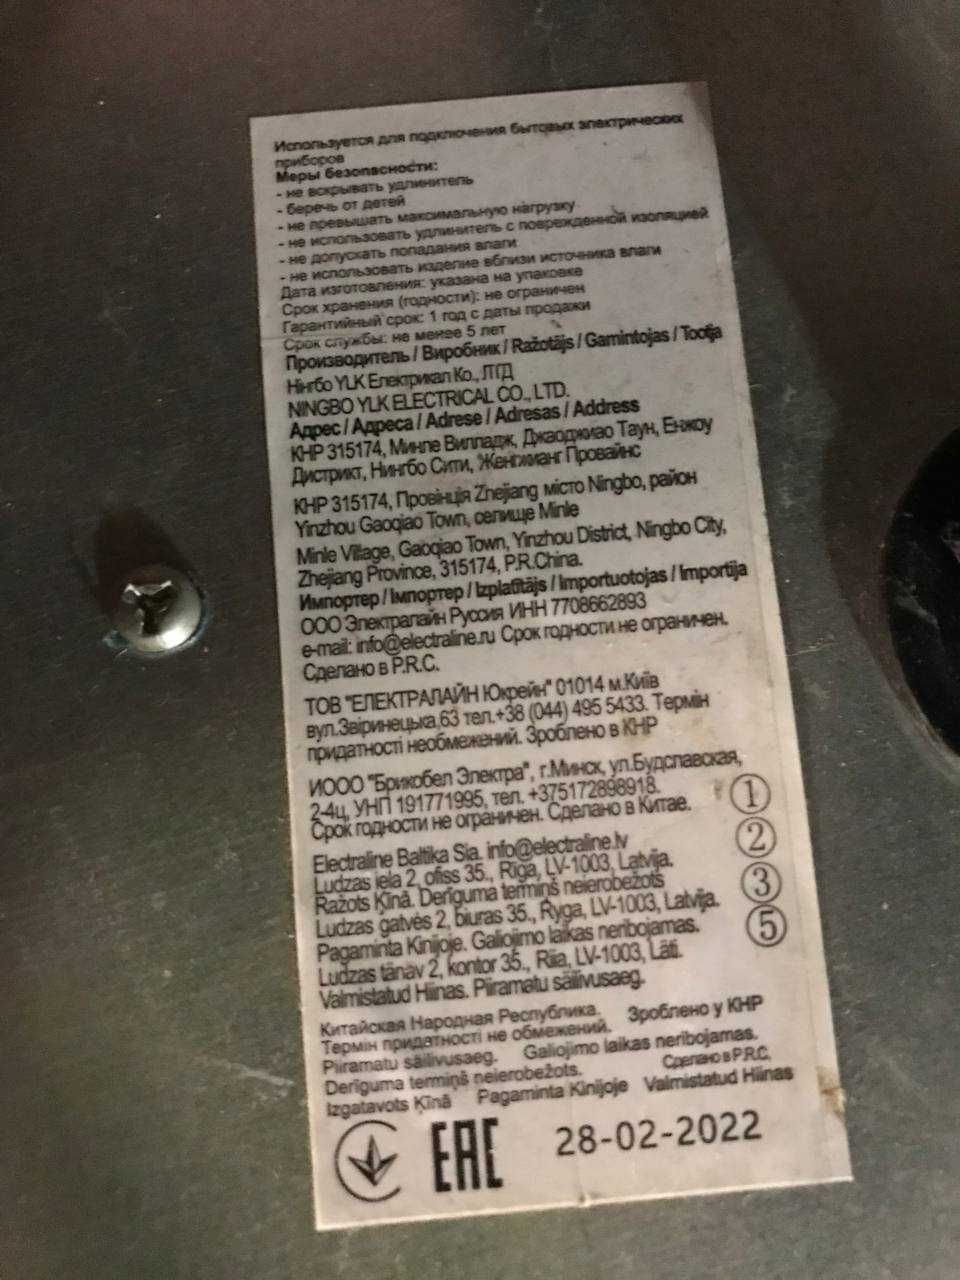 Используется для подключения бытовых электрических
приборов
Меры безопасности:
- не вскрывать удлинитель
- беречь от детей
- не превышать максимальную нагрузку
- не использовать удлинитель с поврежденной изоляцией
- не допускать попадания влаги
- не использовать изделие вблизи источника влаги
Дата изготовления: указана на упаковке
Срок хранения (годности): не ограничен
Гарантийный срок: 1 год с даты продажи
Срок службы: не менее 5 лет
Производитель / Виробник / Ražotājs / Gamintojas / Tootja
Нінгбо YLK Електрикал Ко., ЛТД
NINGBO YLK ELECTRICAL CO., LTD.
Адрес / Адреса / Adrese / Adresas / Address
КНР 315174, Минле Вилладж, Джаоджиао Таун, Енжоу
Дистрикт, Нингбо Сити, Женгжианг Провайнс
КНР 315174, Провінція Zhejiang місто Ningbo, район
Yinzhou Gaoqiao Town, селище Minle
Minle Village, Gaoqiao Town, Yinzhou District, Ningbo City,
Zhejiang Province, 315174, P.R.China.
Импортер / Імпортер / Izplatītājs / Importuotojas / Importija
ООО Электралайн Руссия ИНН 7708662893
e-mail: info@electraline.ru Срок годности не ограничен.
Сделано в P.R.C.
ТОВ "ЕЛЕКТРАЛАЙН Юкрейн" 01014 м.Київ
вул.Звіринецька,63 тел.+38 (044) 495 5433. Термін
придатності необмежений. Зроблено в КНР
ИООО "Брикобел Электра", г.Минск, ул.Будславская,
2-4ц, УНП 191771995, тел. +375172898918.
Срок годности не ограничен. Сделано в Китае.
①
Electraline Baltika Sia. info@electraline.lv
②
Ludzas iela 2, ofiss 35., Rīga, LV-1003, Latvija.
Ražots Ķīnā. Derīguma termiņš neierobežots
③
Ludzas gatvės 2, biuras 35., Ryga, LV-1003, Latvija.
Pagaminta Kinijoje. Galiojimo laikas neribojamas.
⑤
Ludzas tänav 2, kontor 35., Riia, LV-1003, Läti.
Valmistatud Hiinas. Piiramatu säilivusaeg.
Китайская Народная Республика. Зроблено у КНР
Термін придатності не обмежений.
Piiramatu säilivusaeg. Galiojimo laikas neribojamas.
Derīguma termiņš neierobežots. Сделано в P.R.C.
Izgatavots Ķīnā Pagaminta Kinijoje Valmistatud Hiinas
EAC 28-02-2022